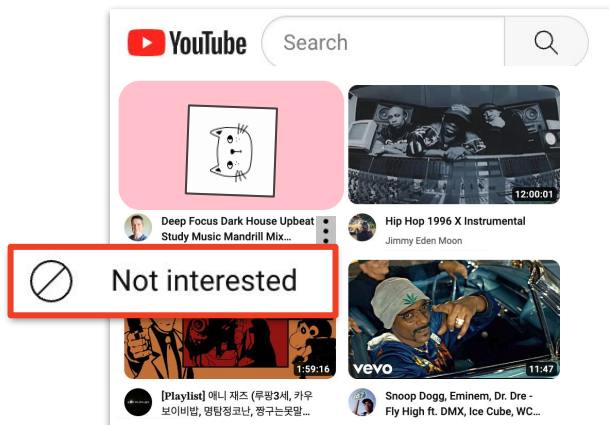 YouTube
Search
12:00:01
Deep Focus Dark House Upbeat
Study Music Mandrill Mix...
Hip Hop 1996 X Instrumental
Jimmy Eden Moon
Not interested
1:59:16
vevo
11:47
[Playlist] 애니 재즈 (루팡3세, 카우
보이비밥, 명탐정코난, 짱구는못말...
Snoop Dogg, Eminem, Dr. Dre -
Fly High ft. DMX, Ice Cube, WC...